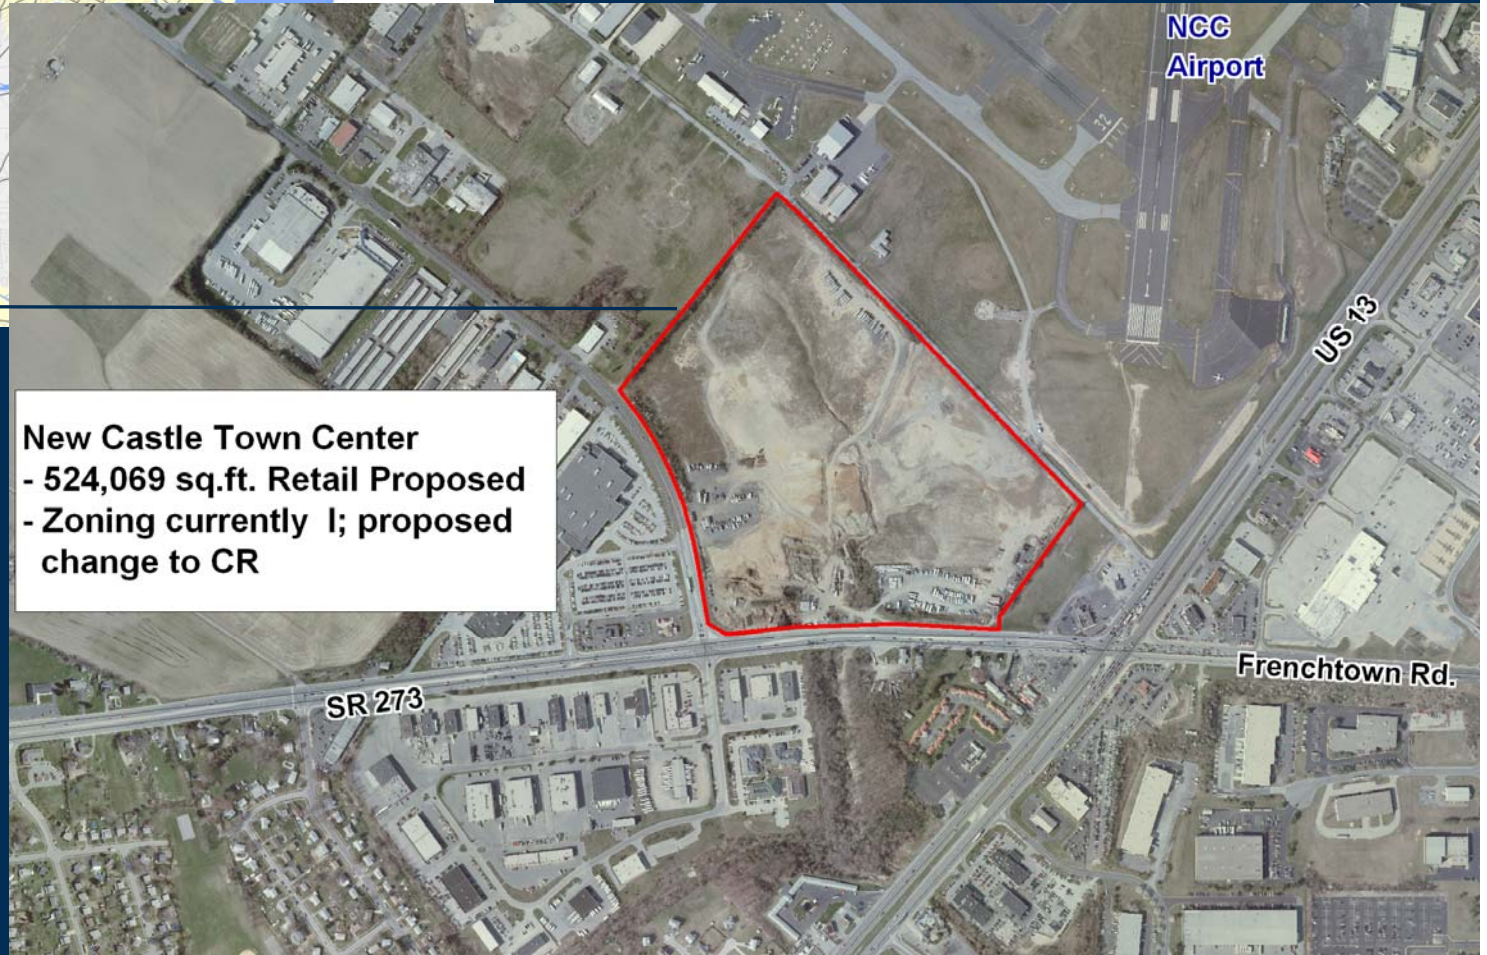 NCC
Airport
US 13
New Castle Town Center
- 524,069 sq.ft. Retail Proposed
- Zoning currently  I; proposed
change to CR
Frenchtown Rd.
SR 273
32